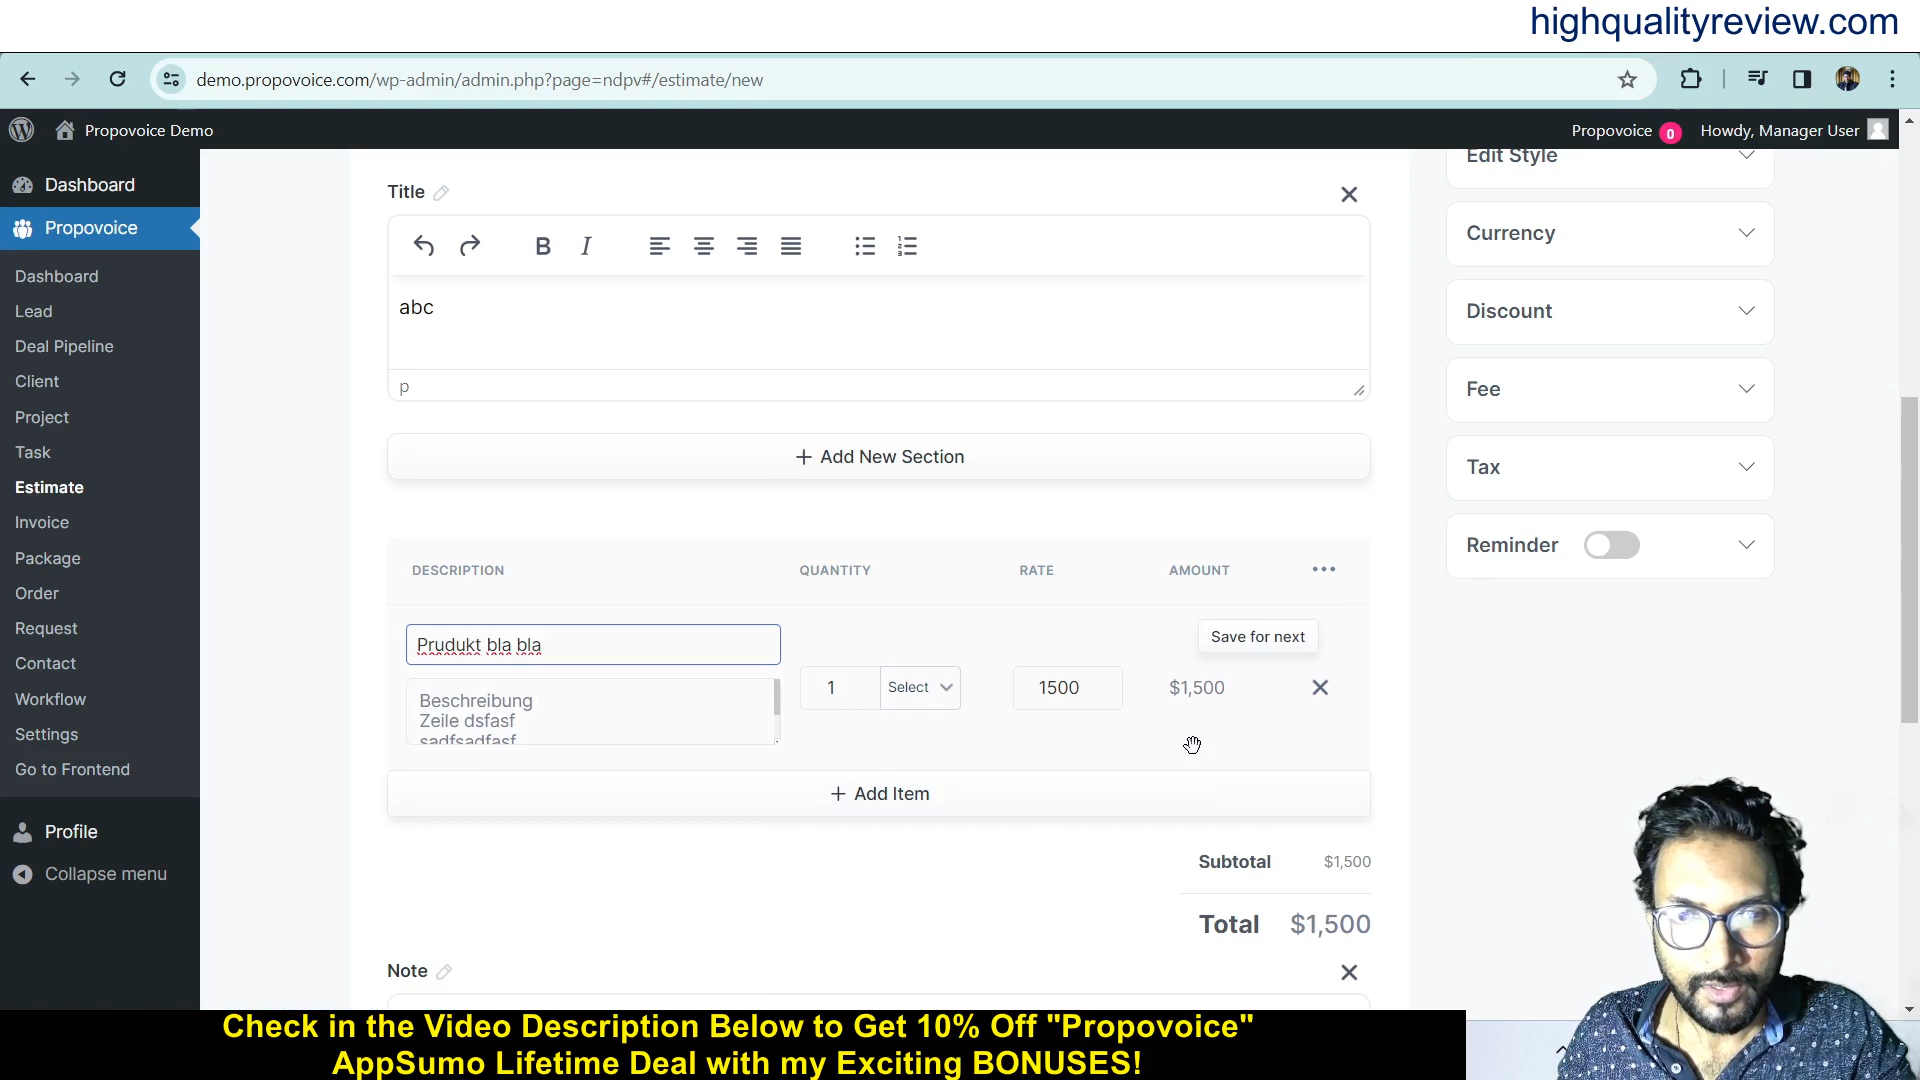 highqualityreview.com
demo.propovoice.com/wp-admin/admin.php?page=ndpv#/estimate/new
Propovoice Demo
Propovoice 0 Howdy, Manager User
Dashboard
Propovoice
Dashboard
Lead
Deal Pipeline
Client
Project
Task
Estimate
Invoice
Package
Order
Request
Contact
Workflow
Settings
Go to Frontend
Profile
Collapse menu
Title
B I
abc
p
+ Add New Section
DESCRIPTION QUANTITY RATE AMOUNT
Prudukt bla bla
Save for next
Beschreibung
Zeile dsfasf
sadfsadfasf
1 Select 1500 $1,500
+ Add Item
Subtotal $1,500
Total $1,500
Note
Edit Style
Currency
Discount
Fee
Tax
Reminder
Check in the Video Description Below to Get 10% Off "Propovoice"
AppSumo Lifetime Deal with my Exciting BONUSES!